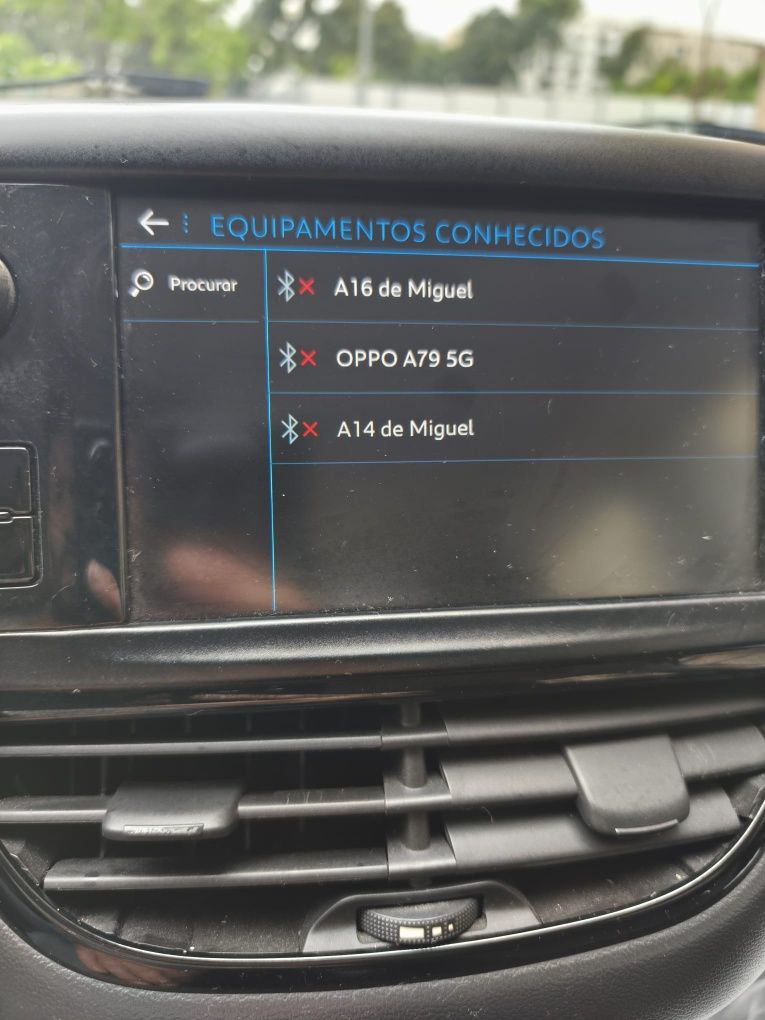 EQUIPAMENTOS CONHECIDOS
Procurar
A16 de Miguel
OPPO A79 5G
A14 de Miguel